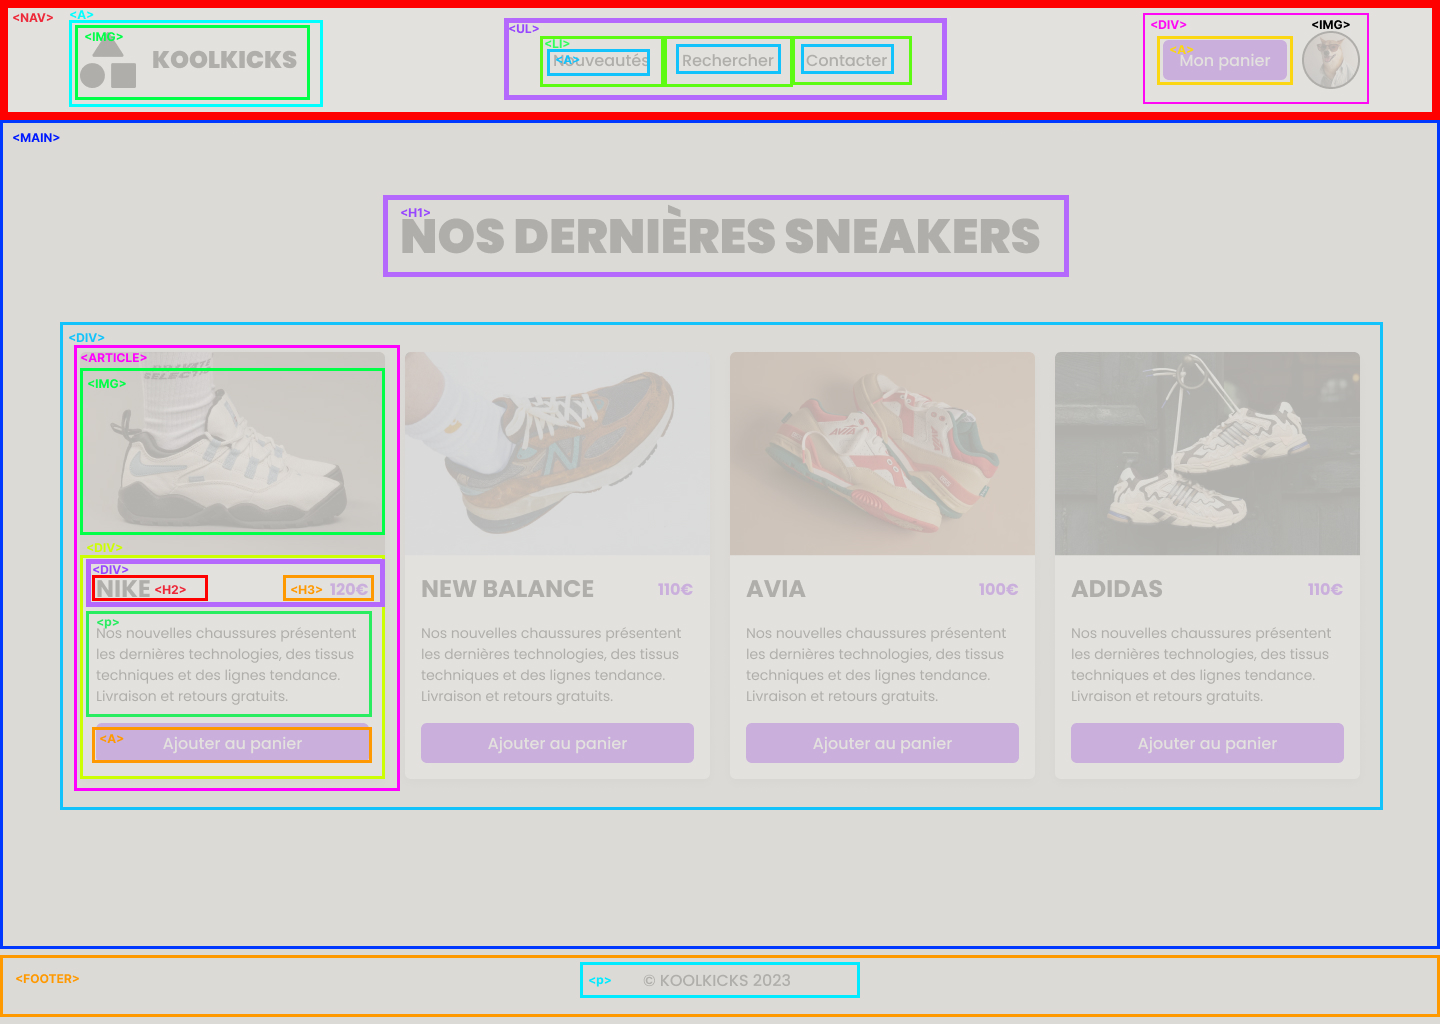 <NAV>
<A>
<IMG>
KOOLKICKS
<UL>
<LI>
<A>
Nouveautés
Rechercher
Contacter
<DIV>
<IMG>
<A>
Mon panier
<MAIN>
<H1>
NOS DERNIÈRES SNEAKERS
<DIV>
<ARTICLE>
<IMG>
<DIV>
<DIV>
NIKE <H2>
<H3> 120€
<p>
Nos nouvelles chaussures présentent
les dernières technologies, des tissus
techniques et des lignes tendance.
Livraison et retours gratuits.
<A>
Ajouter au panier
NEW BALANCE 110€
Nos nouvelles chaussures présentent
les dernières technologies, des tissus
techniques et des lignes tendance.
Livraison et retours gratuits.
Ajouter au panier
AVIA 100€
Nos nouvelles chaussures présentent
les dernières technologies, des tissus
techniques et des lignes tendance.
Livraison et retours gratuits.
Ajouter au panier
ADIDAS 110€
Nos nouvelles chaussures présentent
les dernières technologies, des tissus
techniques et des lignes tendance.
Livraison et retours gratuits.
Ajouter au panier
<FOOTER>
<p>
© KOOLKICKS 2023